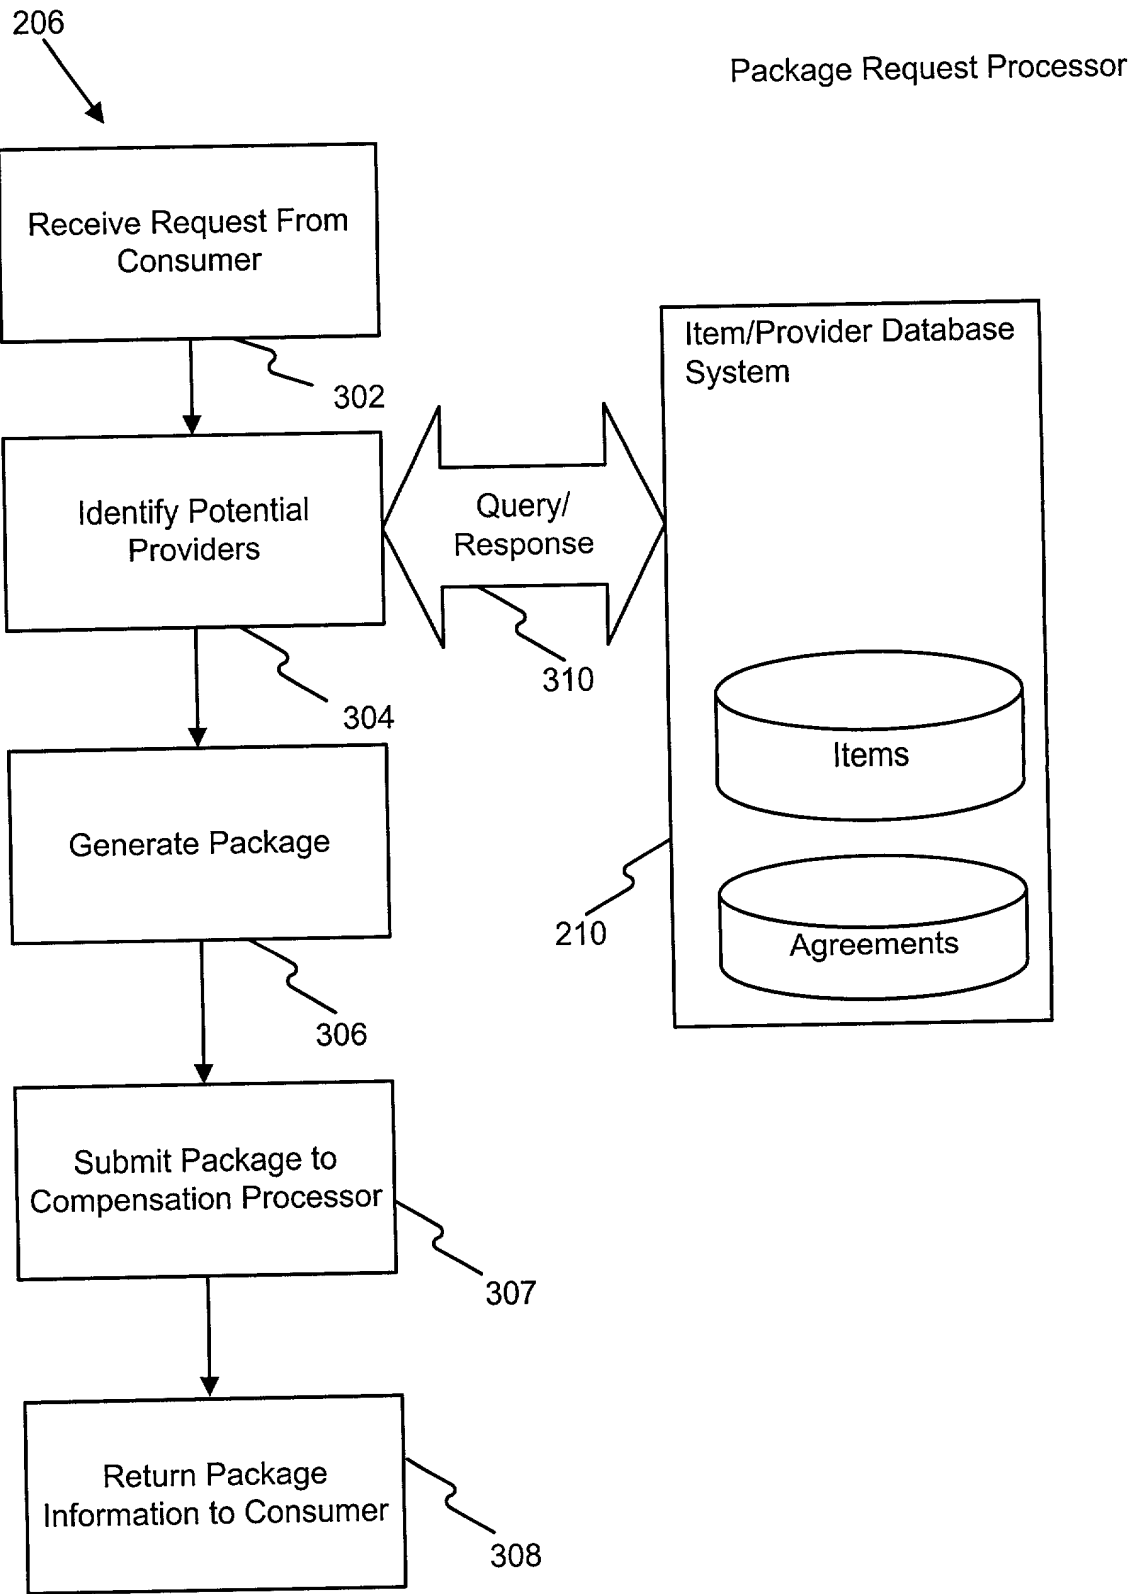 206
Package Request Processor
Receive Request From
Consumer
302
Item/Provider Database
System
Identify Potential
Providers
Query/
Response
310
304
Items
Generate Package
210
Agreements
306
Submit Package to
Compensation Processor
307
Return Package
Information to Consumer
308